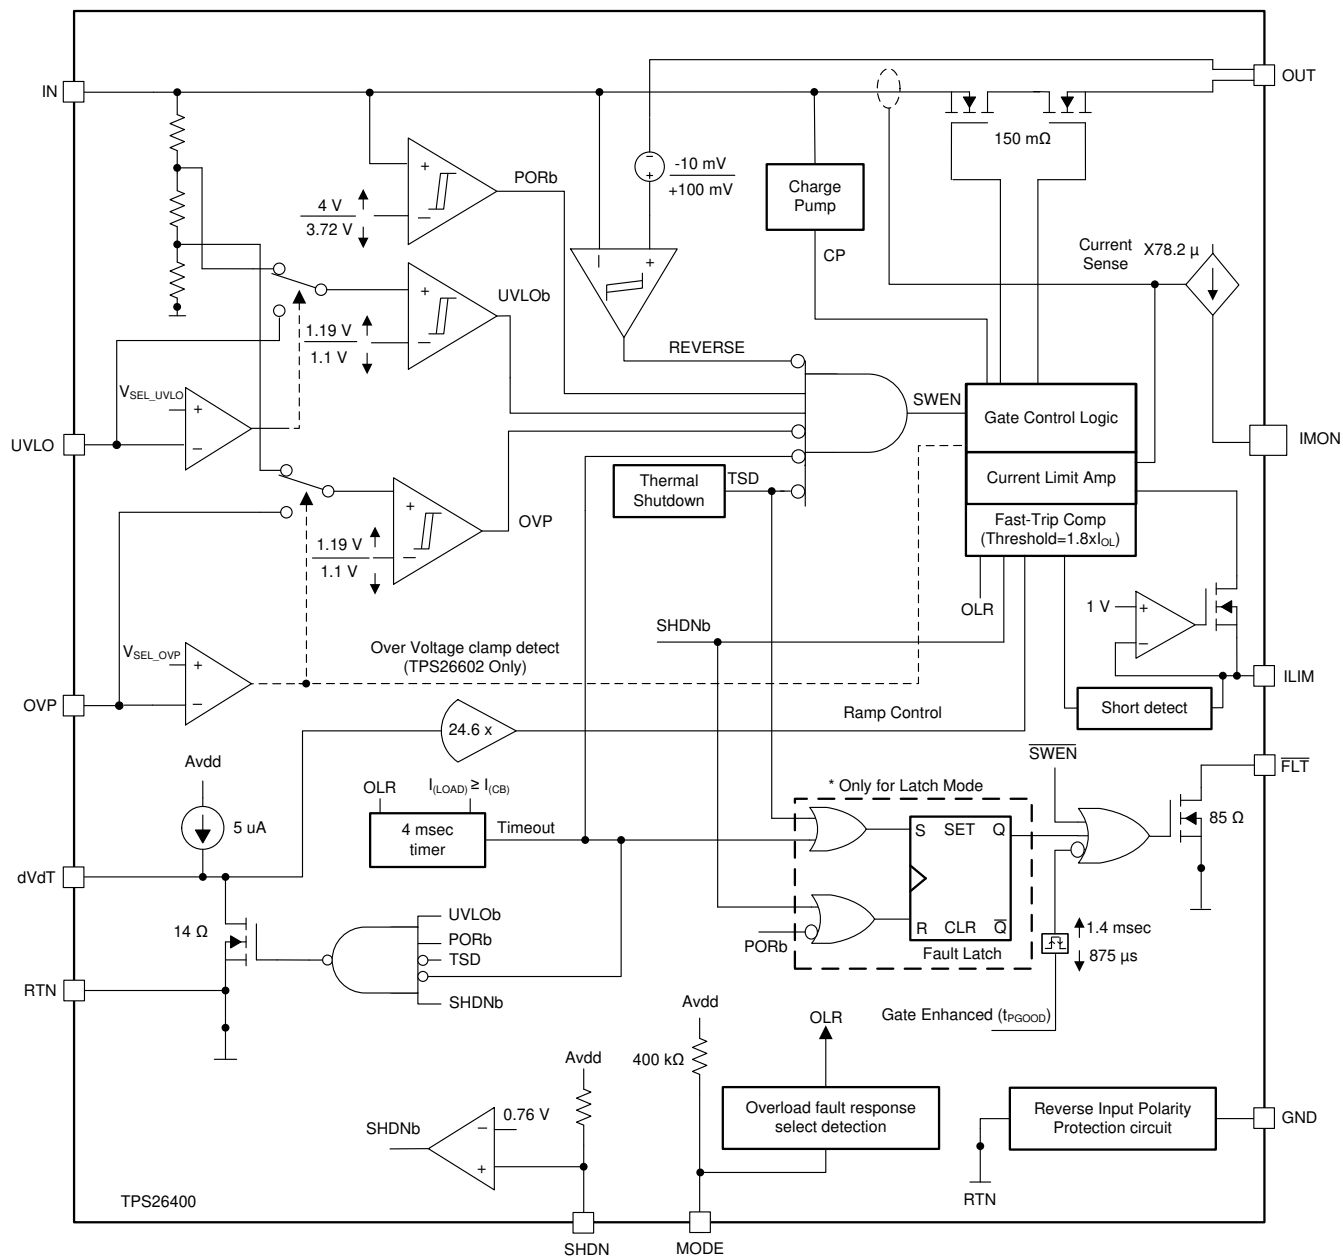 OUT
IN
150 mΩ
-10 mV
+100 mV
PORb
Charge
Pump
4 V
3.72 V
CP
Current
Sense
X78.2 µ
UVLOb
1.19 V
1.1 V
REVERSE
VSEL_UVLO
SWEN
Gate Control Logic
UVLO
IMON
Thermal
Shutdown
TSD
Current Limit Amp
OVP
Fast-Trip Comp
(Threshold=1.8xIOL)
1.19 V
1.1 V
OLR
1 V
SHDNb
VSEL_OVP
Over Voltage clamp detect
(TPS26602 Only)
ILIM
OVP
Short detect
24.6 x
Ramp Control
SWEN
FLT
Avdd
OLR
I(LOAD) ≥ I(CB)
* Only for Latch Mode
5 uA
4 msec
timer
Timeout
S SET Q
85 Ω
dVdT
UVLOb
14 Ω
PORb
TSD
PORb
R CLR Q
Fault Latch
1.4 msec
875 µs
RTN
SHDNb
Gate Enhanced (tPGOOD)
Avdd
OLR
400 kΩ
Avdd
0.76 V
SHDNb
Overload fault response
select detection
Reverse Input Polarity
Protection circuit
GND
RTN
TPS26400
SHDN
MODE